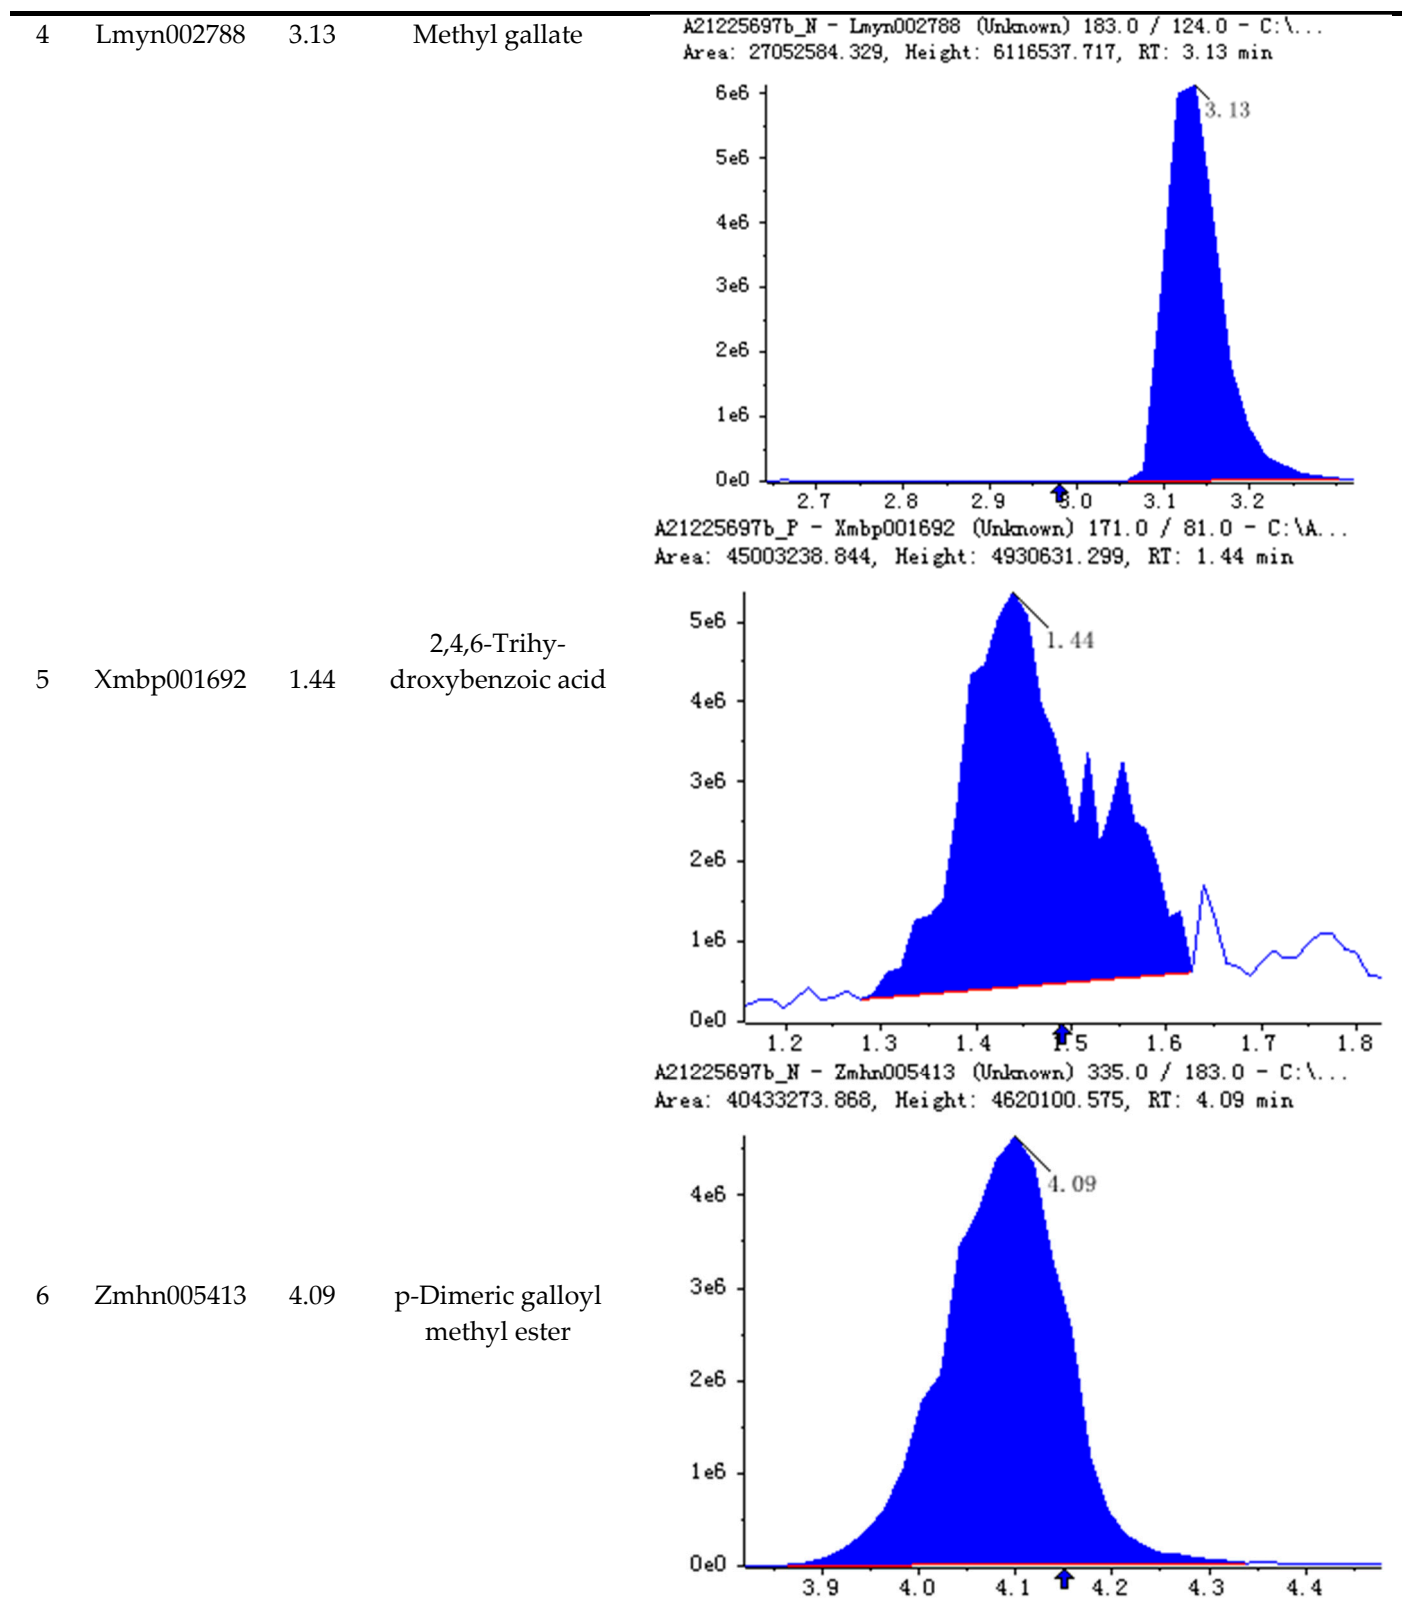 4 Lmyn002788 3.13 Methyl gallate
A21225697b_N - Lmyn002788 (Unknown) 183.0 / 124.0 - C:\...
Area: 27052584.329, Height: 6116537.717, RT: 3.13 min
6e6
3.13
5e6
4e6
3e6
2e6
1e6
0e0
2.7 2.8 2.9 3.0 3.1 3.2
A21225697b_P - Xmbp001692 (Unknown) 171.0 / 81.0 - C:\A...
Area: 45003238.844, Height: 4930631.299, RT: 1.44 min
5e6
1.44
2,4,6-Trihy-
5 Xmbp001692 1.44 droxybenzoic acid
4e6
3e6
2e6
1e6
0e0
1.2 1.3 1.4 1.5 1.6 1.7 1.8
A21225697b_N - Zmhn005413 (Unknown) 335.0 / 183.0 - C:\...
Area: 40433273.868, Height: 4620100.575, RT: 4.09 min
4e6
4.09
3e6
6 Zmhn005413 4.09 p-Dimeric galloyl
methyl ester
2e6
1e6
0e0
3.9 4.0 4.1 4.2 4.3 4.4